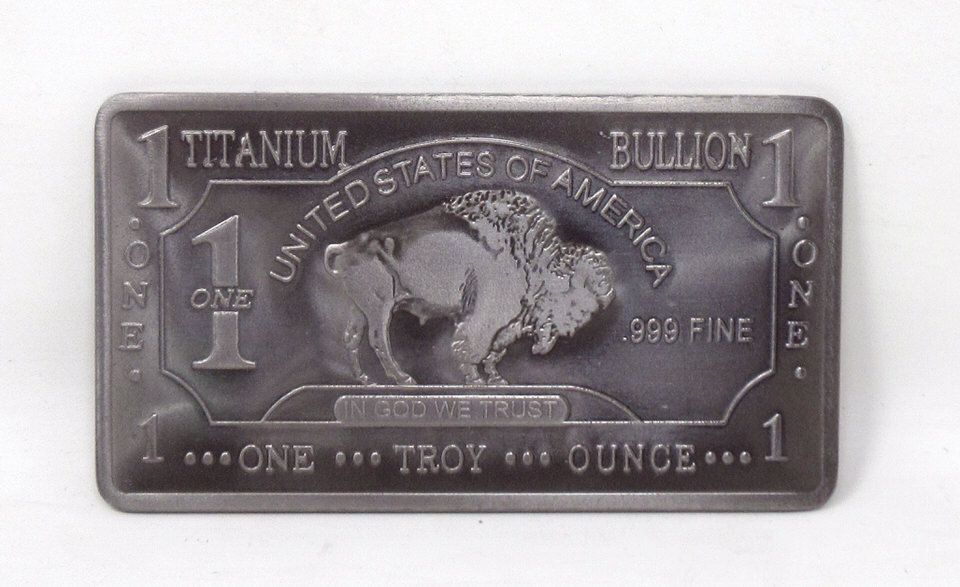 1 TITANIUM BULLION 1
UNITED STATES OF AMERICA
·ONE·
1
ONE
.999 FINE
·ONE·
IN GOD WE TRUST
1 •••ONE ••• TROY ••• OUNCE••• 1